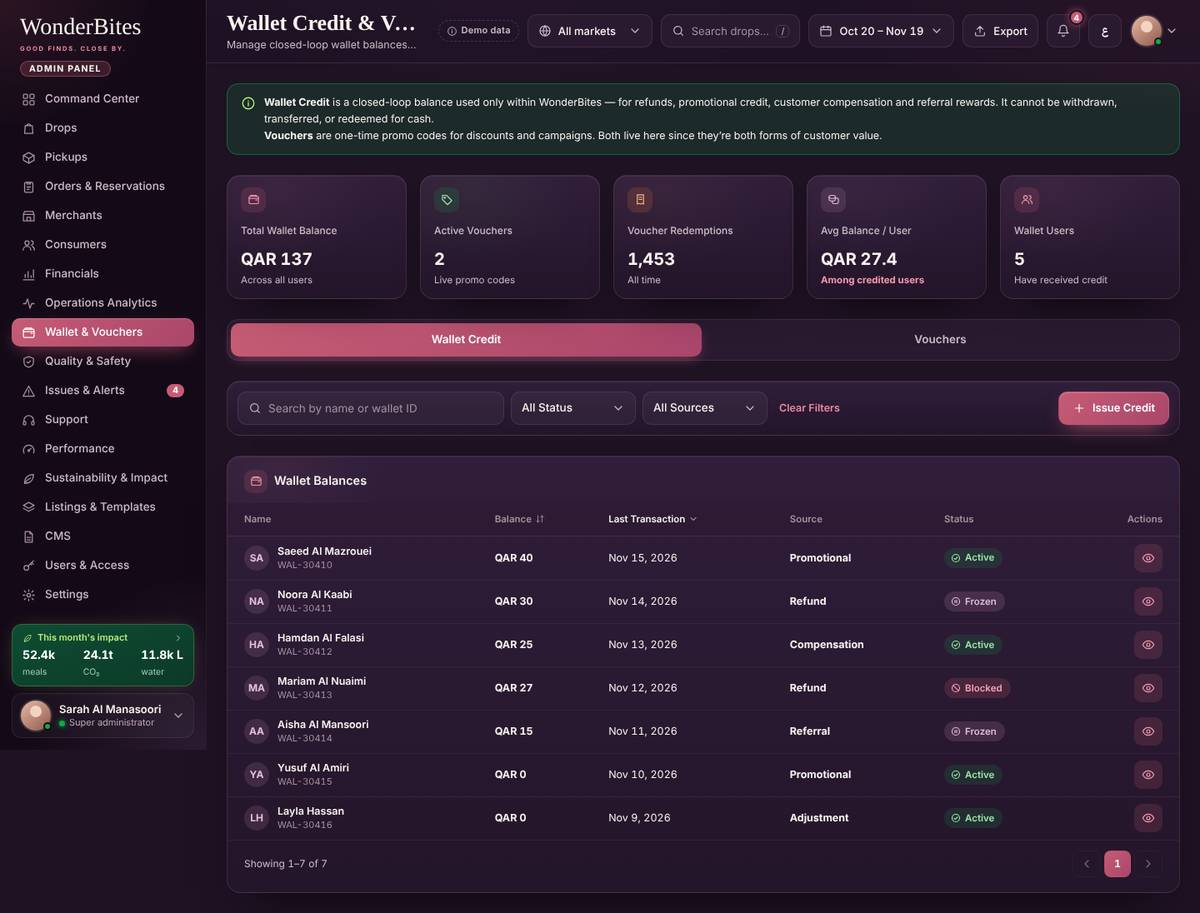 WonderBites
GOOD FINDS. CLOSE BY.
ADMIN PANEL
Command Center
Drops
Pickups
Orders & Reservations
Merchants
Consumers
Financials
Operations Analytics
Wallet & Vouchers
Quality & Safety
Issues & Alerts 4
Support
Performance
Sustainability & Impact
Listings & Templates
CMS
Users & Access
Settings
This month's impact
52.4k 24.1t 11.8k L
meals CO₂ water
Sarah Al Manasoori
Super administrator
Wallet Credit & V...
Manage closed-loop wallet balances...
Demo data
All markets
Search drops... /
Oct 20 – Nov 19
Export
4
ع
Wallet Credit is a closed-loop balance used only within WonderBites — for refunds, promotional credit, customer compensation and referral rewards. It cannot be withdrawn,
transferred, or redeemed for cash.
Vouchers are one-time promo codes for discounts and campaigns. Both live here since they’re both forms of customer value.
Total Wallet Balance
QAR 137
Across all users
Active Vouchers
2
Live promo codes
Voucher Redemptions
1,453
All time
Avg Balance / User
QAR 27.4
Among credited users
Wallet Users
5
Have received credit
Wallet Credit Vouchers
Search by name or wallet ID All Status All Sources Clear Filters Issue Credit
Wallet Balances
Name Balance Last Transaction Source Status Actions
SA Saeed Al Mazrouei QAR 40 Nov 15, 2026 Promotional Active
WAL-30410
NA Noora Al Kaabi QAR 30 Nov 14, 2026 Refund Frozen
WAL-30411
HA Hamdan Al Falasi QAR 25 Nov 13, 2026 Compensation Active
WAL-30412
MA Mariam Al Nuaimi QAR 27 Nov 12, 2026 Refund Blocked
WAL-30413
AA Aisha Al Mansoori QAR 15 Nov 11, 2026 Referral Frozen
WAL-30414
YA Yusuf Al Amiri QAR 0 Nov 10, 2026 Promotional Active
WAL-30415
LH Layla Hassan QAR 0 Nov 9, 2026 Adjustment Active
WAL-30416
Showing 1–7 of 7 1